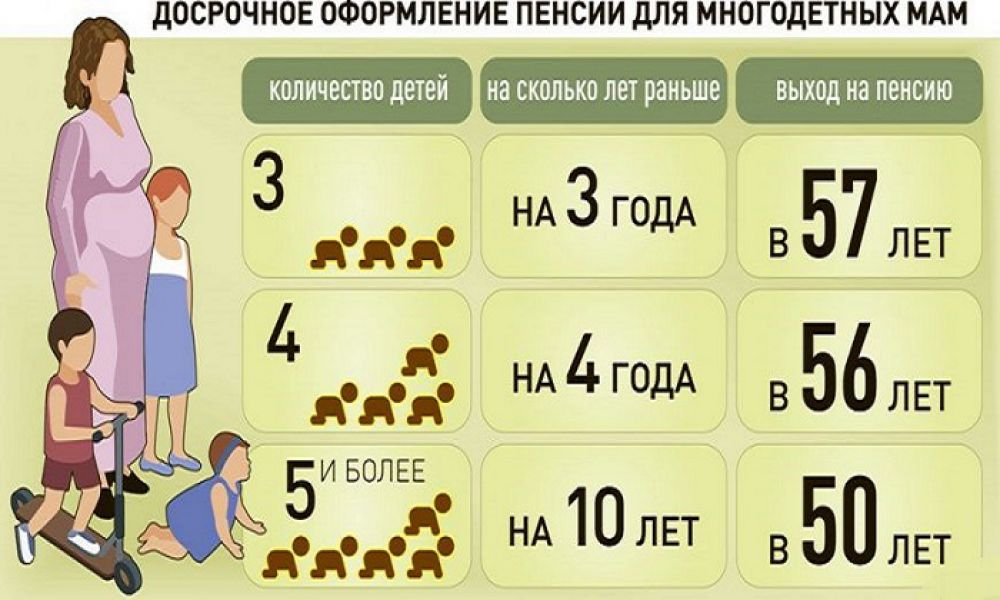 ДОСРОЧНОЕ ОФОРМЛЕНИЕ ПЕНСИИ ДЛЯ МНОГОДЕТНЫХ МАМ
количество детей
на сколько лет раньше
выход на пенсию
3
НА 3 ГОДА
В 57 ЛЕТ
4
НА 4 ГОДА
В 56 ЛЕТ
5 И БОЛЕЕ
НА 10 ЛЕТ
В 50 ЛЕТ